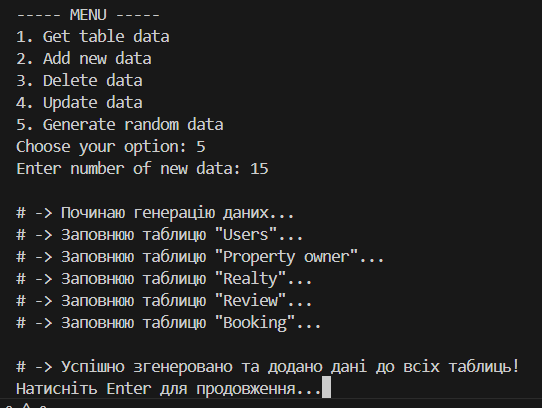 ----- MENU -----
1. Get table data
2. Add new data
3. Delete data
4. Update data
5. Generate random data
Choose your option: 5
Enter number of new data: 15
# -> Починаю генерацію даних...
# -> Заповнюю таблицю "Users"...
# -> Заповнюю таблицю "Property owner"...
# -> Заповнюю таблицю "Realty"...
# -> Заповнюю таблицю "Review"...
# -> Заповнюю таблицю "Booking"...
# -> Успішно згенеровано та додано дані до всіх таблиць!
Натисніть Enter для продовження...